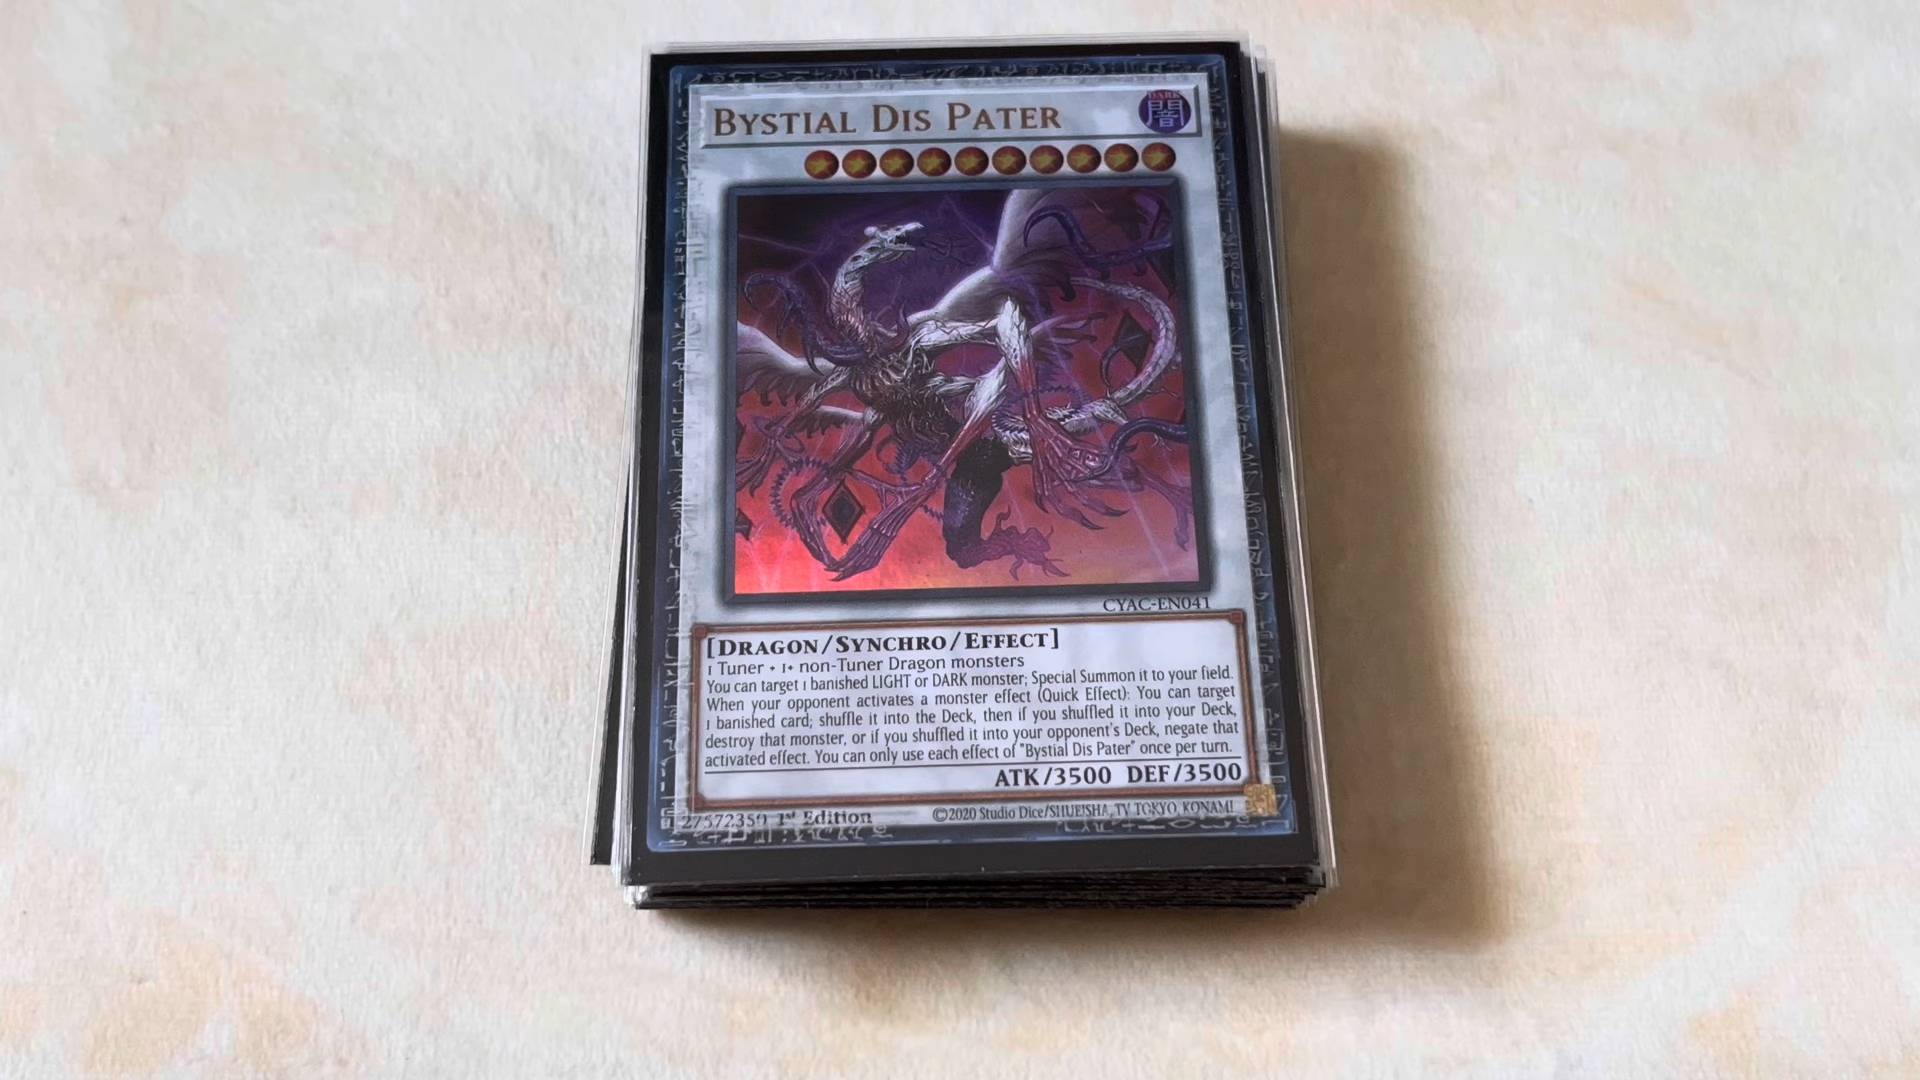 BYSTIAL DIS PATER
DARK
闇
CYAC-EN041
[DRAGON/SYNCHRO/EFFECT]
1 Tuner + 1+ non-Tuner Dragon monsters
You can target 1 banished LIGHT or DARK monster; Special Summon it to your field.
When your opponent activates a monster effect (Quick Effect): You can target
1 banished card; shuffle it into the Deck, then if you shuffled it into your Deck,
destroy that monster, or if you shuffled it into your opponent's Deck, negate that
activated effect. You can only use each effect of "Bystial Dis Pater" once per turn.
ATK/3500 DEF/3500
27572350 1st Edition ©2020 Studio Dice/SHUEISHA, TV TOKYO, KONAMI